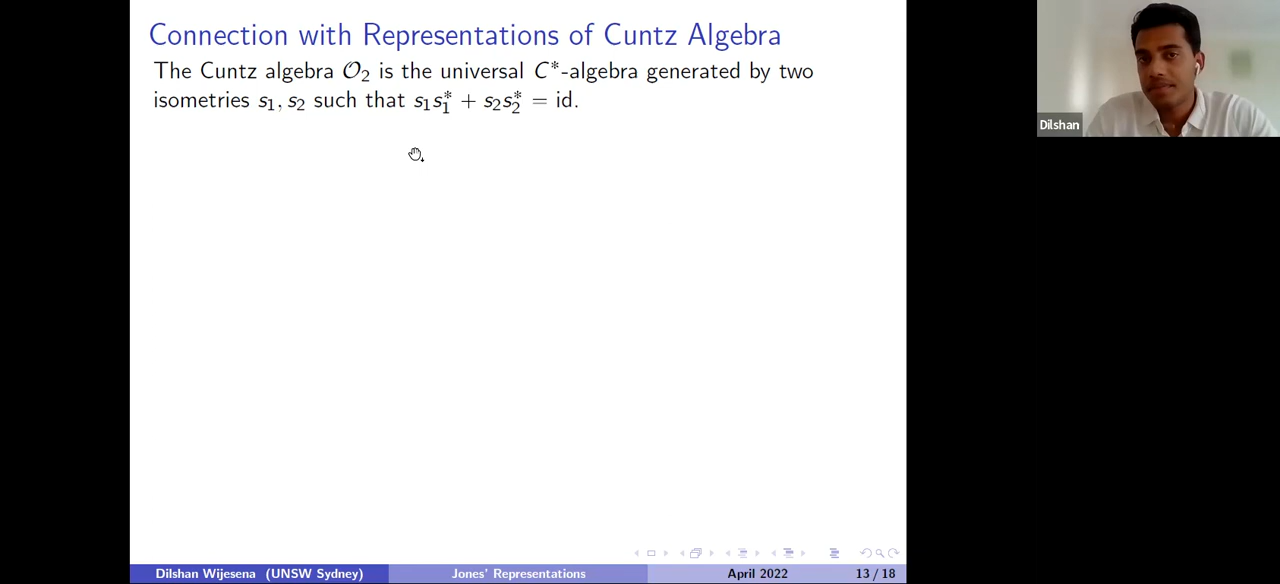 Connection with Representations of Cuntz Algebra
The Cuntz algebra 𝒪₂ is the universal C*-algebra generated by two
isometries s₁, s₂ such that s₁s₁* + s₂s₂* = id.
Dilshan
Dilshan Wijesena (UNSW Sydney) Jones' Representations April 2022 13 / 18